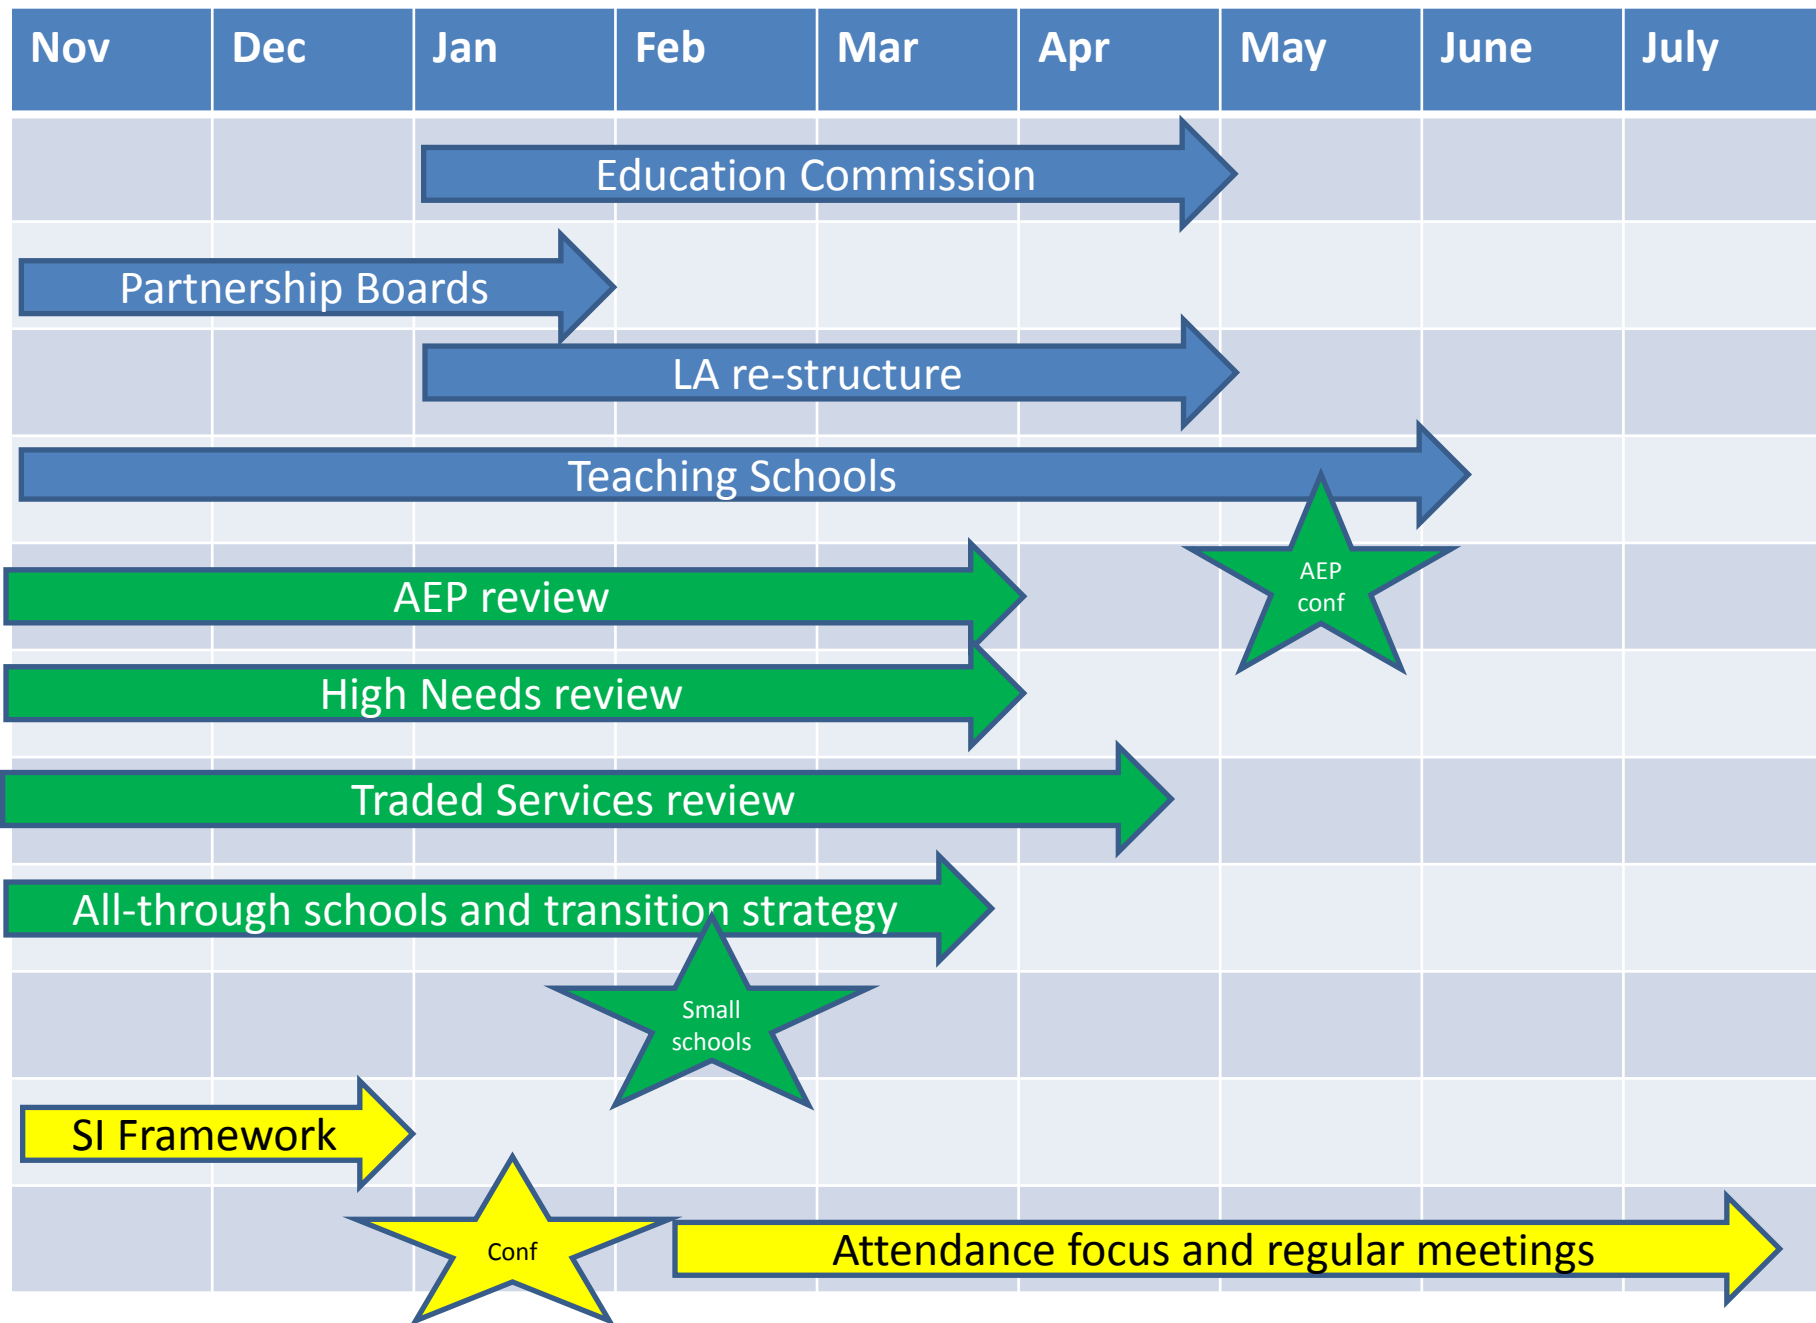 Nov Dec Jan Feb Mar Apr May June July
Education Commission
Partnership Boards
LA re-structure
Teaching Schools
AEP
conf
AEP review
High Needs review
Traded Services review
All-through schools and transition strategy
Small
schools
SI Framework
Conf
Attendance focus and regular meetings